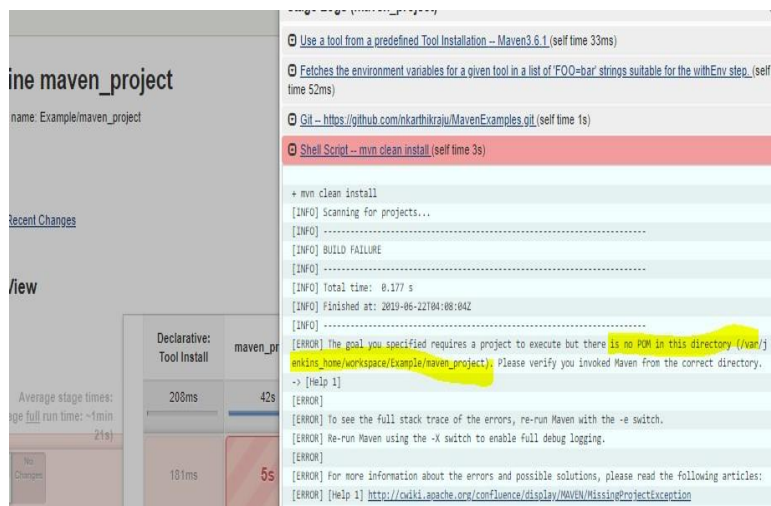 Use a tool from a predefined Tool Installation -- Maven3.6.1 (self time 33ms)
Fetches the environment variables for a given tool in a list of 'FOO=bar' strings suitable for the withEnv step. (self
time 52ms)
Git -- https://github.com/nkarthikraju/MavenExamples.git (self time 1s)
Shell Script -- mvn clean install (self time 3s)
+ mvn clean install
[INFO] Scanning for projects...
[INFO] ------------------------------------------------------------------------
[INFO] BUILD FAILURE
[INFO] ------------------------------------------------------------------------
[INFO] Total time:  0.177 s
[INFO] Finished at: 2019-06-22T04:08:04Z
[INFO] ------------------------------------------------------------------------
[ERROR] The goal you specified requires a project to execute but there is no POM in this directory (/var/j
enkins_home/workspace/Example/maven_project). Please verify you invoked Maven from the correct directory.
-> [Help 1]
[ERROR]
[ERROR] To see the full stack trace of the errors, re-run Maven with the -e switch.
[ERROR] Re-run Maven using the -X switch to enable full debug logging.
[ERROR]
[ERROR] For more information about the errors and possible solutions, please read the following articles:
[ERROR] [Help 1] http://cwiki.apache.org/confluence/display/MAVEN/MissingProjectException
ine maven_project
name: Example/maven_project
Recent Changes
View
Declarative:
Tool Install
maven_pr
Average stage times:
age full run time: ~1min
21s)
208ms
42s
No
Changes
181ms
5s